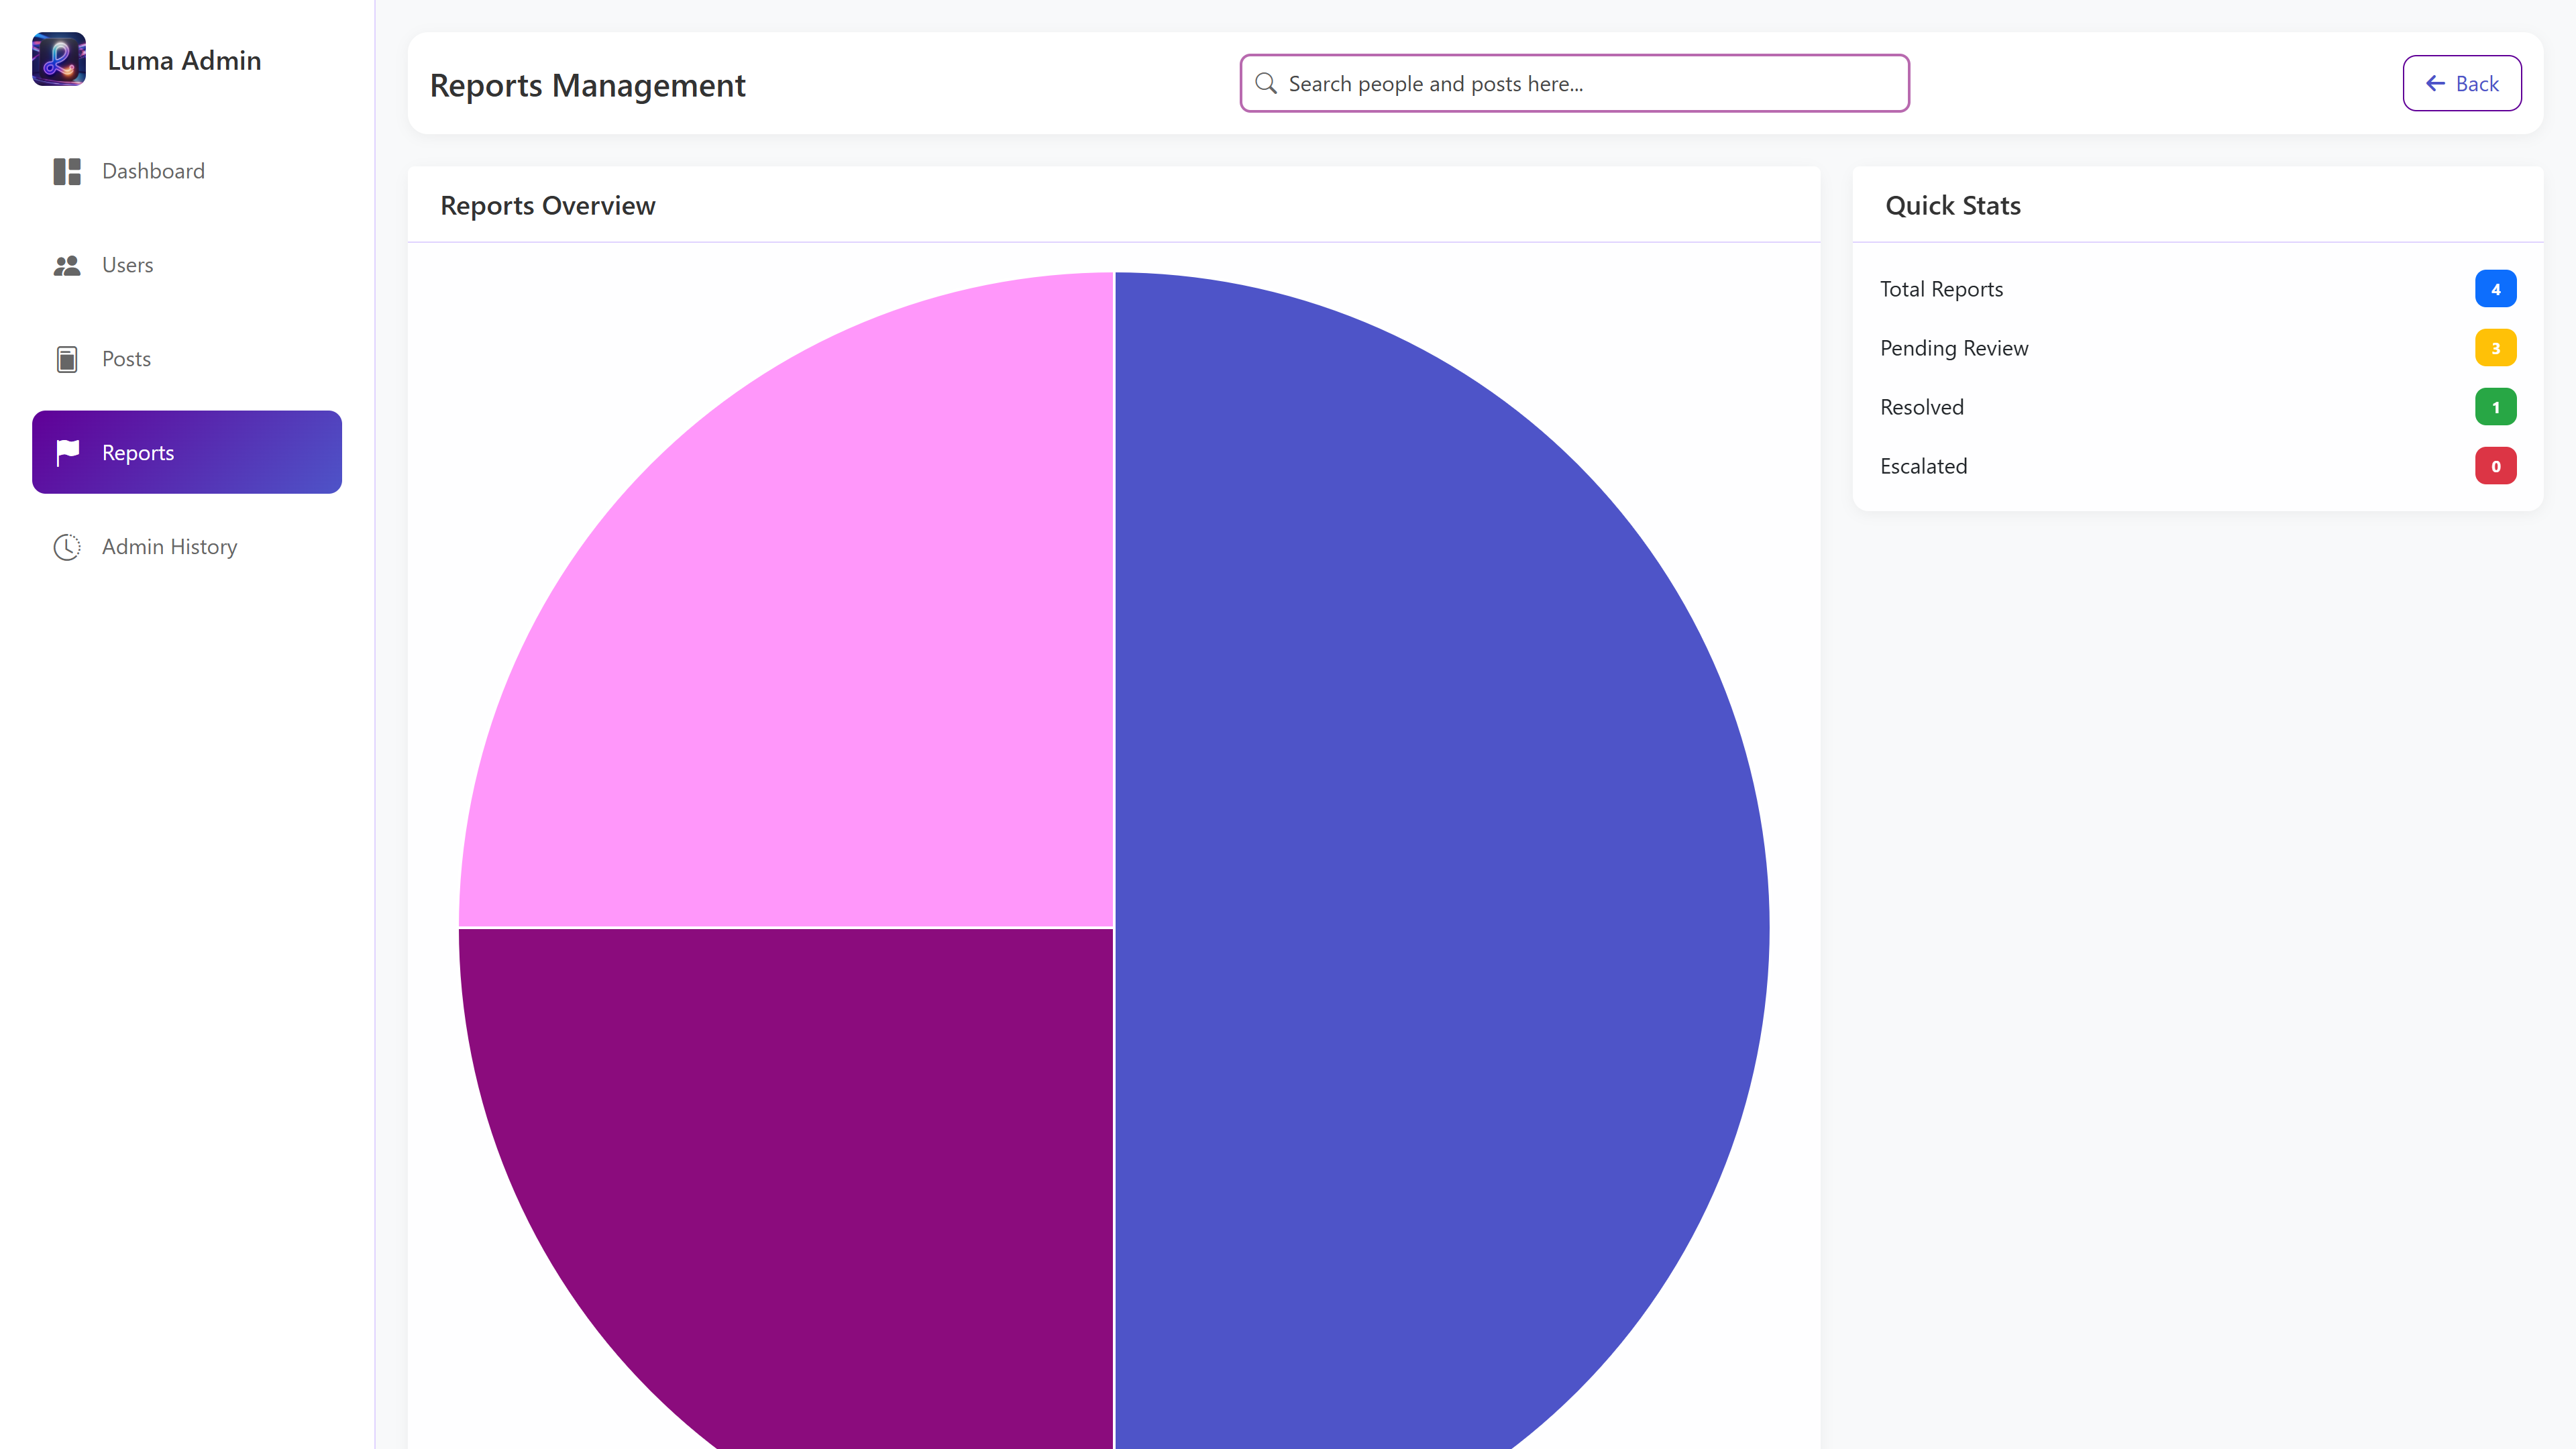 Luma Admin
Dashboard
Users
Posts
Reports
Admin History
Reports Management
Search people and posts here...
Back
Reports Overview
Quick Stats
Total Reports 4
Pending Review 3
Resolved 1
Escalated 0